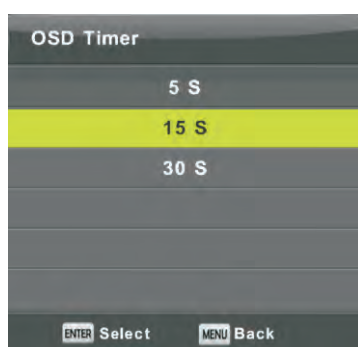 OSD Timer
5 S
15 S
30 S
ENTER Select MENU Back